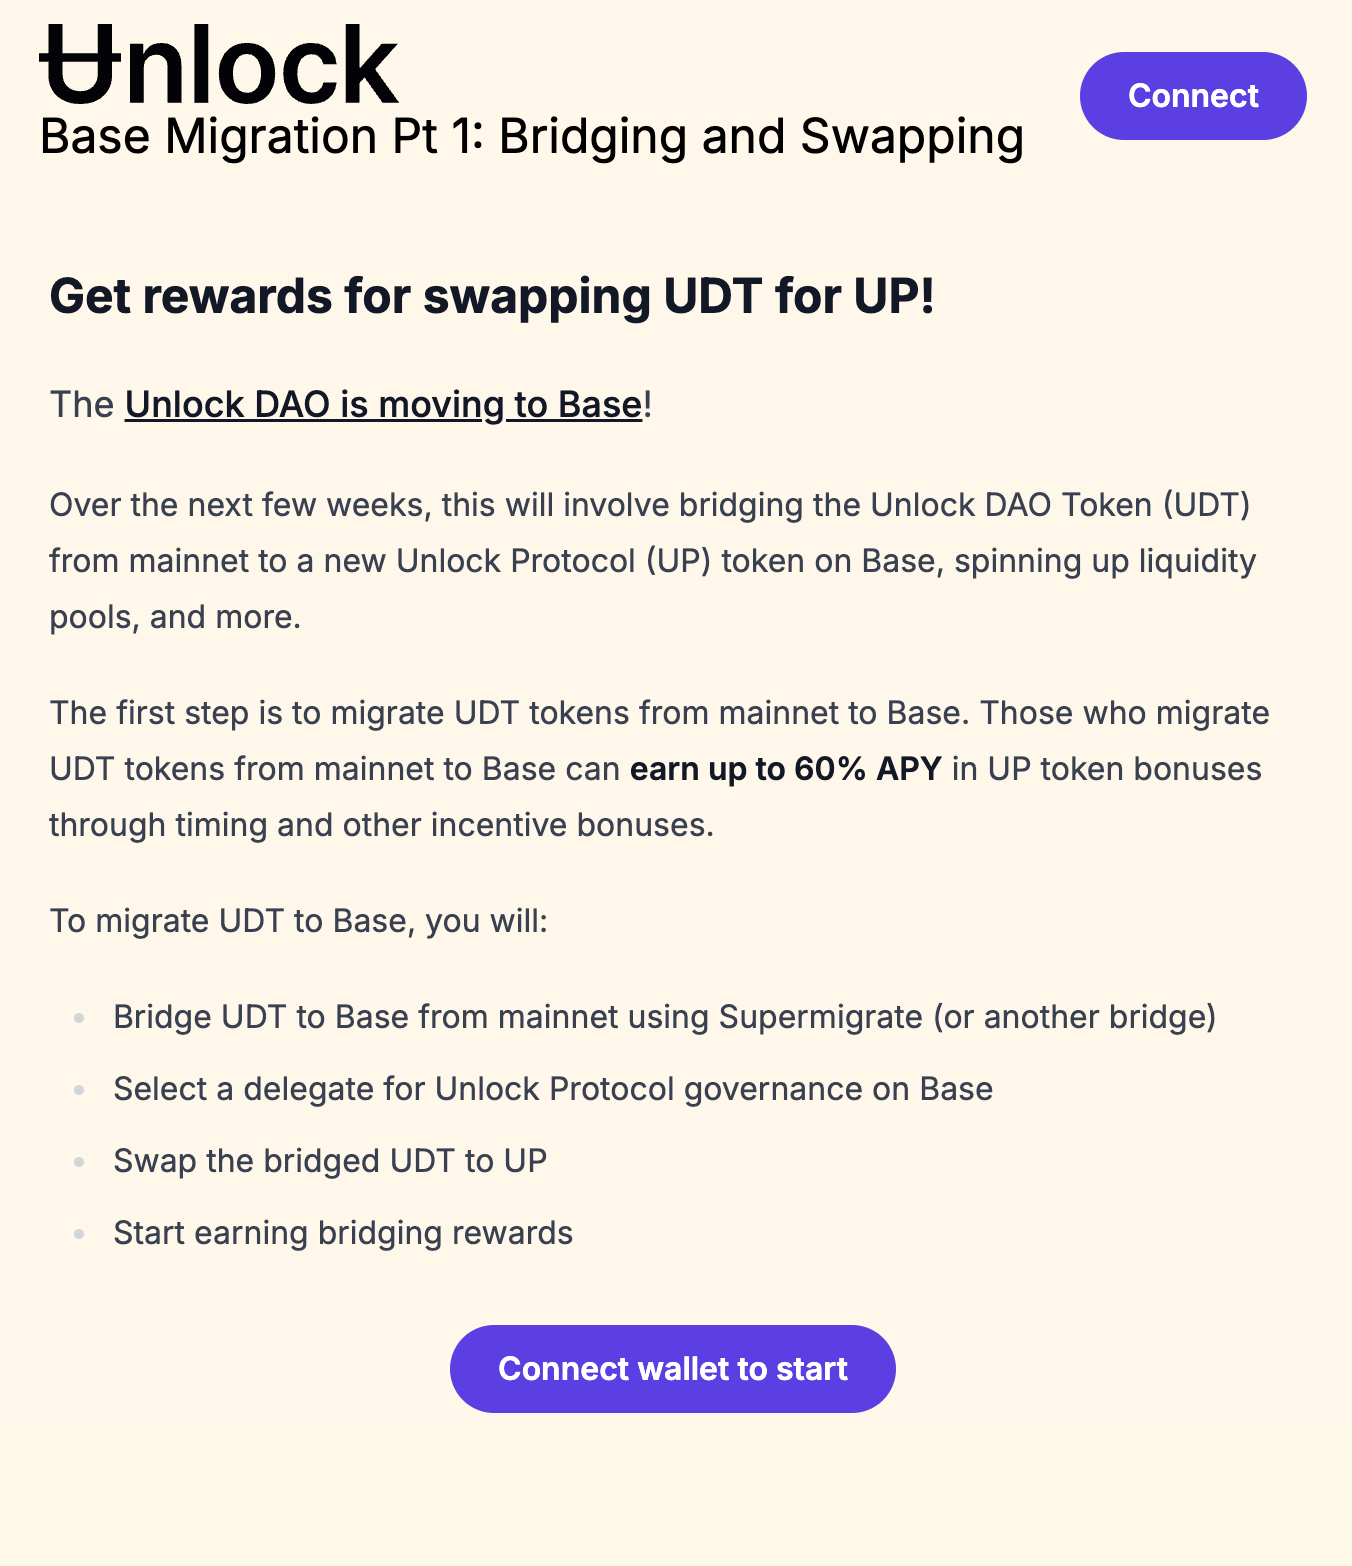 Unlock
Base Migration Pt 1: Bridging and Swapping
Connect
Get rewards for swapping UDT for UP!
The Unlock DAO is moving to Base!
Over the next few weeks, this will involve bridging the Unlock DAO Token (UDT)
from mainnet to a new Unlock Protocol (UP) token on Base, spinning up liquidity
pools, and more.
The first step is to migrate UDT tokens from mainnet to Base. Those who migrate
UDT tokens from mainnet to Base can earn up to 60% APY in UP token bonuses
through timing and other incentive bonuses.
To migrate UDT to Base, you will:
• Bridge UDT to Base from mainnet using Supermigrate (or another bridge)
• Select a delegate for Unlock Protocol governance on Base
• Swap the bridged UDT to UP
• Start earning bridging rewards
Connect wallet to start